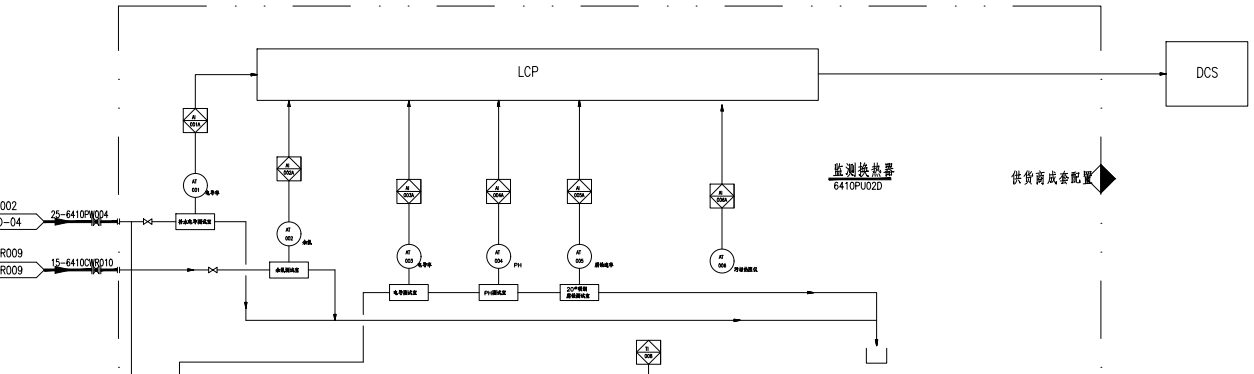 LCP
DCS
AI
001A
AI
002A
AI
003A
AI
004A
AI
005A
AI
006A
监测换热器
6410PU02D
供货商成套配置
AT
001
电导率
002
0-04
25-6410PW004
补水电导测试室
AT
002
余氯
R009
R009
15-6410CWR010
余氯测试室
AT
003
电导率
AT
004
PH
AT
005
腐蚀速率
AT
006
污垢热阻仪
电导测试室
PH测试室
20#碳钢
腐蚀测试室
TI
008